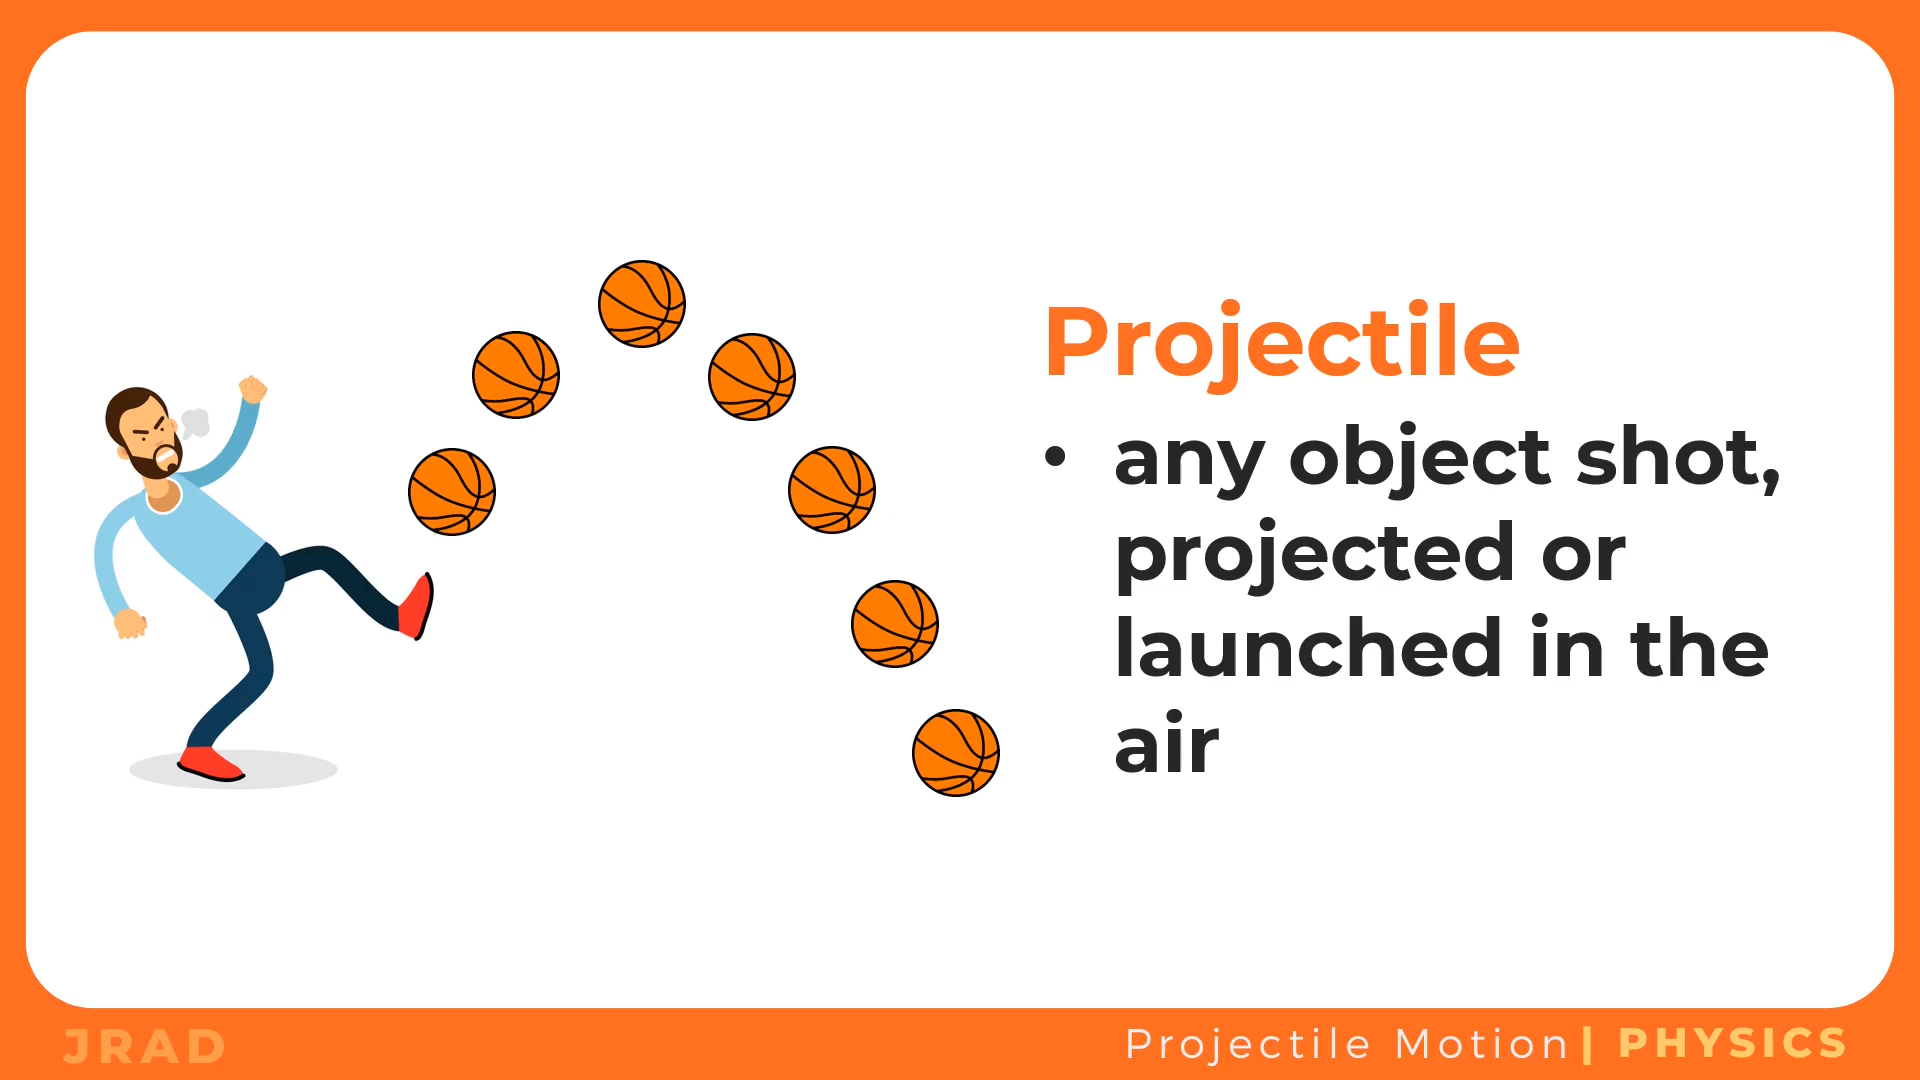 Projectile
• any object shot,
projected or
launched in the
air
JRAD
Projectile Motion | PHYSICS